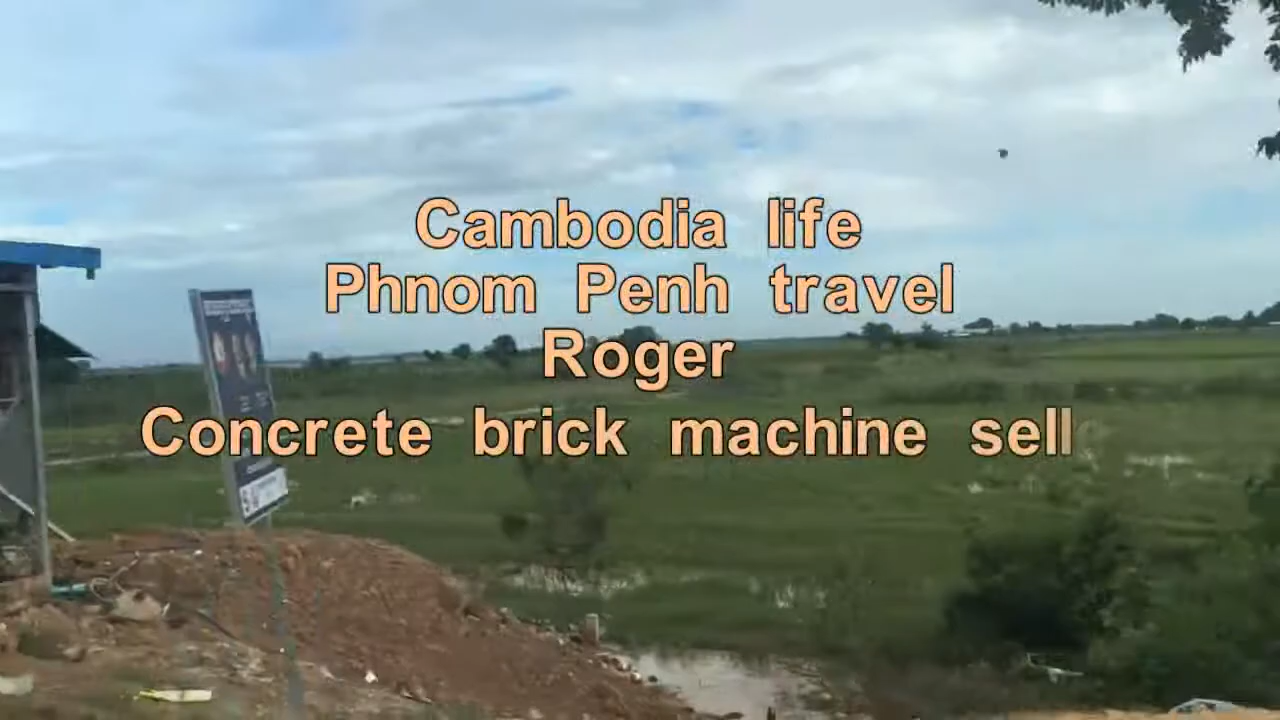 Cambodia life
Phnom Penh travel
Roger
Concrete brick machine sell